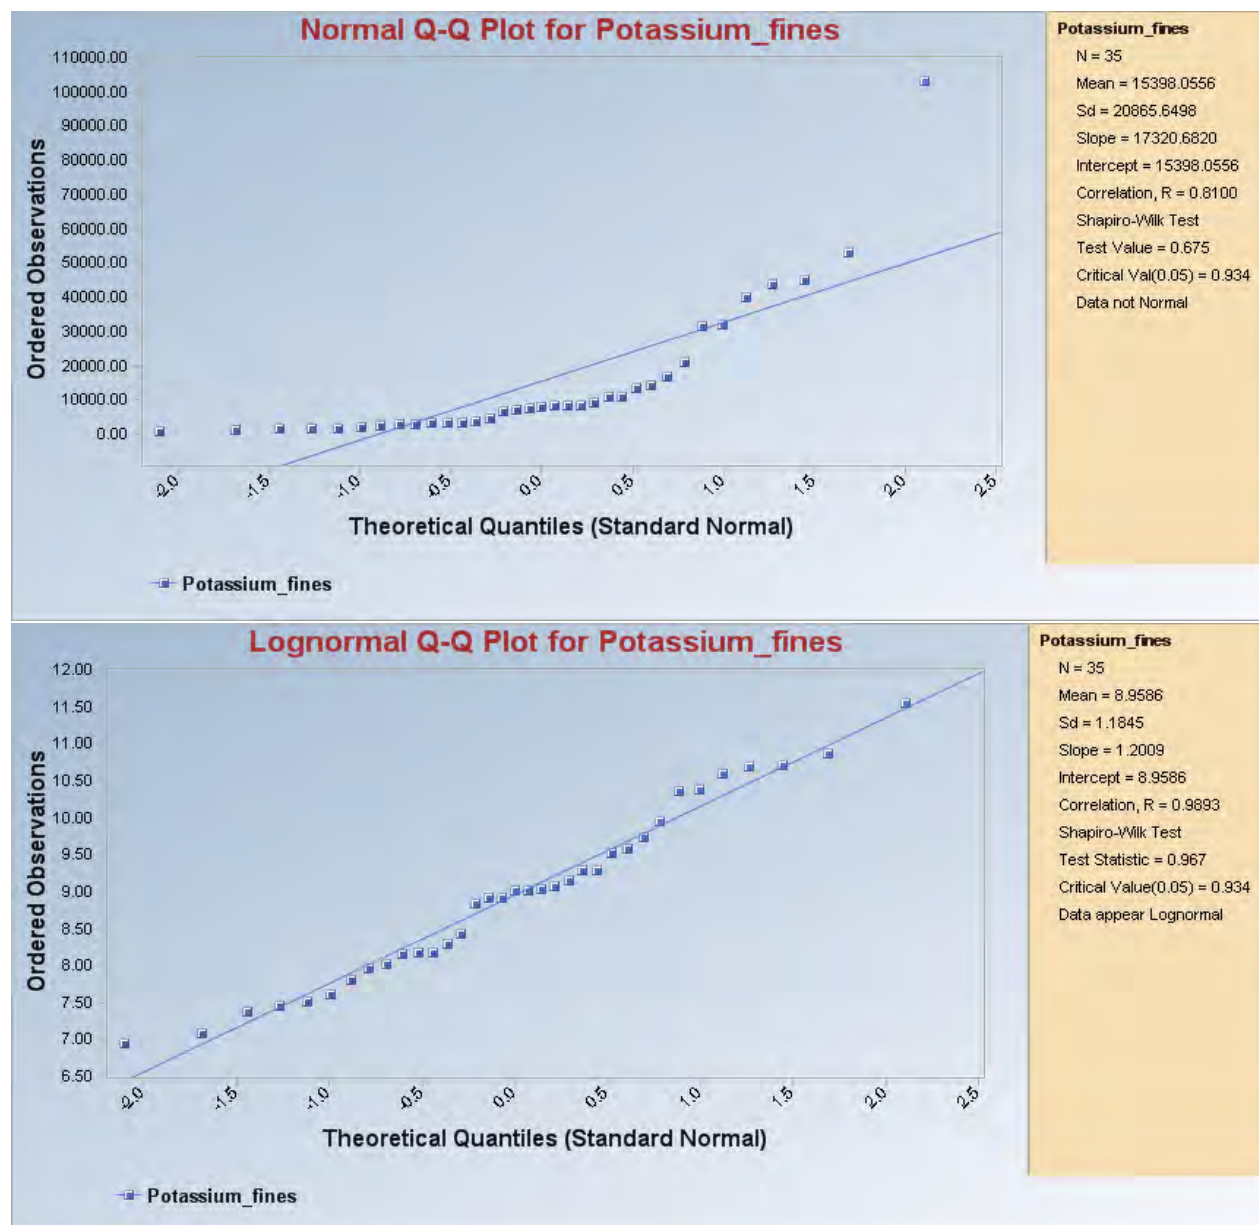 Normal Q-Q Plot for Potassium_fines
110000.00
100000.00
90000.00
80000.00
70000.00
60000.00
50000.00
40000.00
30000.00
20000.00
10000.00
0.00
Ordered Observations
-2.0
-1.5
-1.0
-0.5
0.0
0.5
1.0
1.5
2.0
2.5
Theoretical Quantiles (Standard Normal)
Potassium_fines
Potassium_fines
N = 35
Mean = 15398.0556
Sd = 20865.6498
Slope = 17320.6820
Intercept = 15398.0556
Correlation, R = 0.8100
Shapiro-Wilk Test
Test Value = 0.675
Critical Val(0.05) = 0.934
Data not Normal
Lognormal Q-Q Plot for Potassium_fines
12.00
11.50
11.00
10.50
10.00
9.50
9.00
8.50
8.00
7.50
7.00
6.50
Ordered Observations
-2.0
-1.5
-1.0
-0.5
0.0
0.5
1.0
1.5
2.0
2.5
Theoretical Quantiles (Standard Normal)
Potassium_fines
Potassium_fines
N = 35
Mean = 8.9586
Sd = 1.1845
Slope = 1.2009
Intercept = 8.9586
Correlation, R = 0.9893
Shapiro-Wilk Test
Test Statistic = 0.967
Critical Value(0.05) = 0.934
Data appear Lognormal